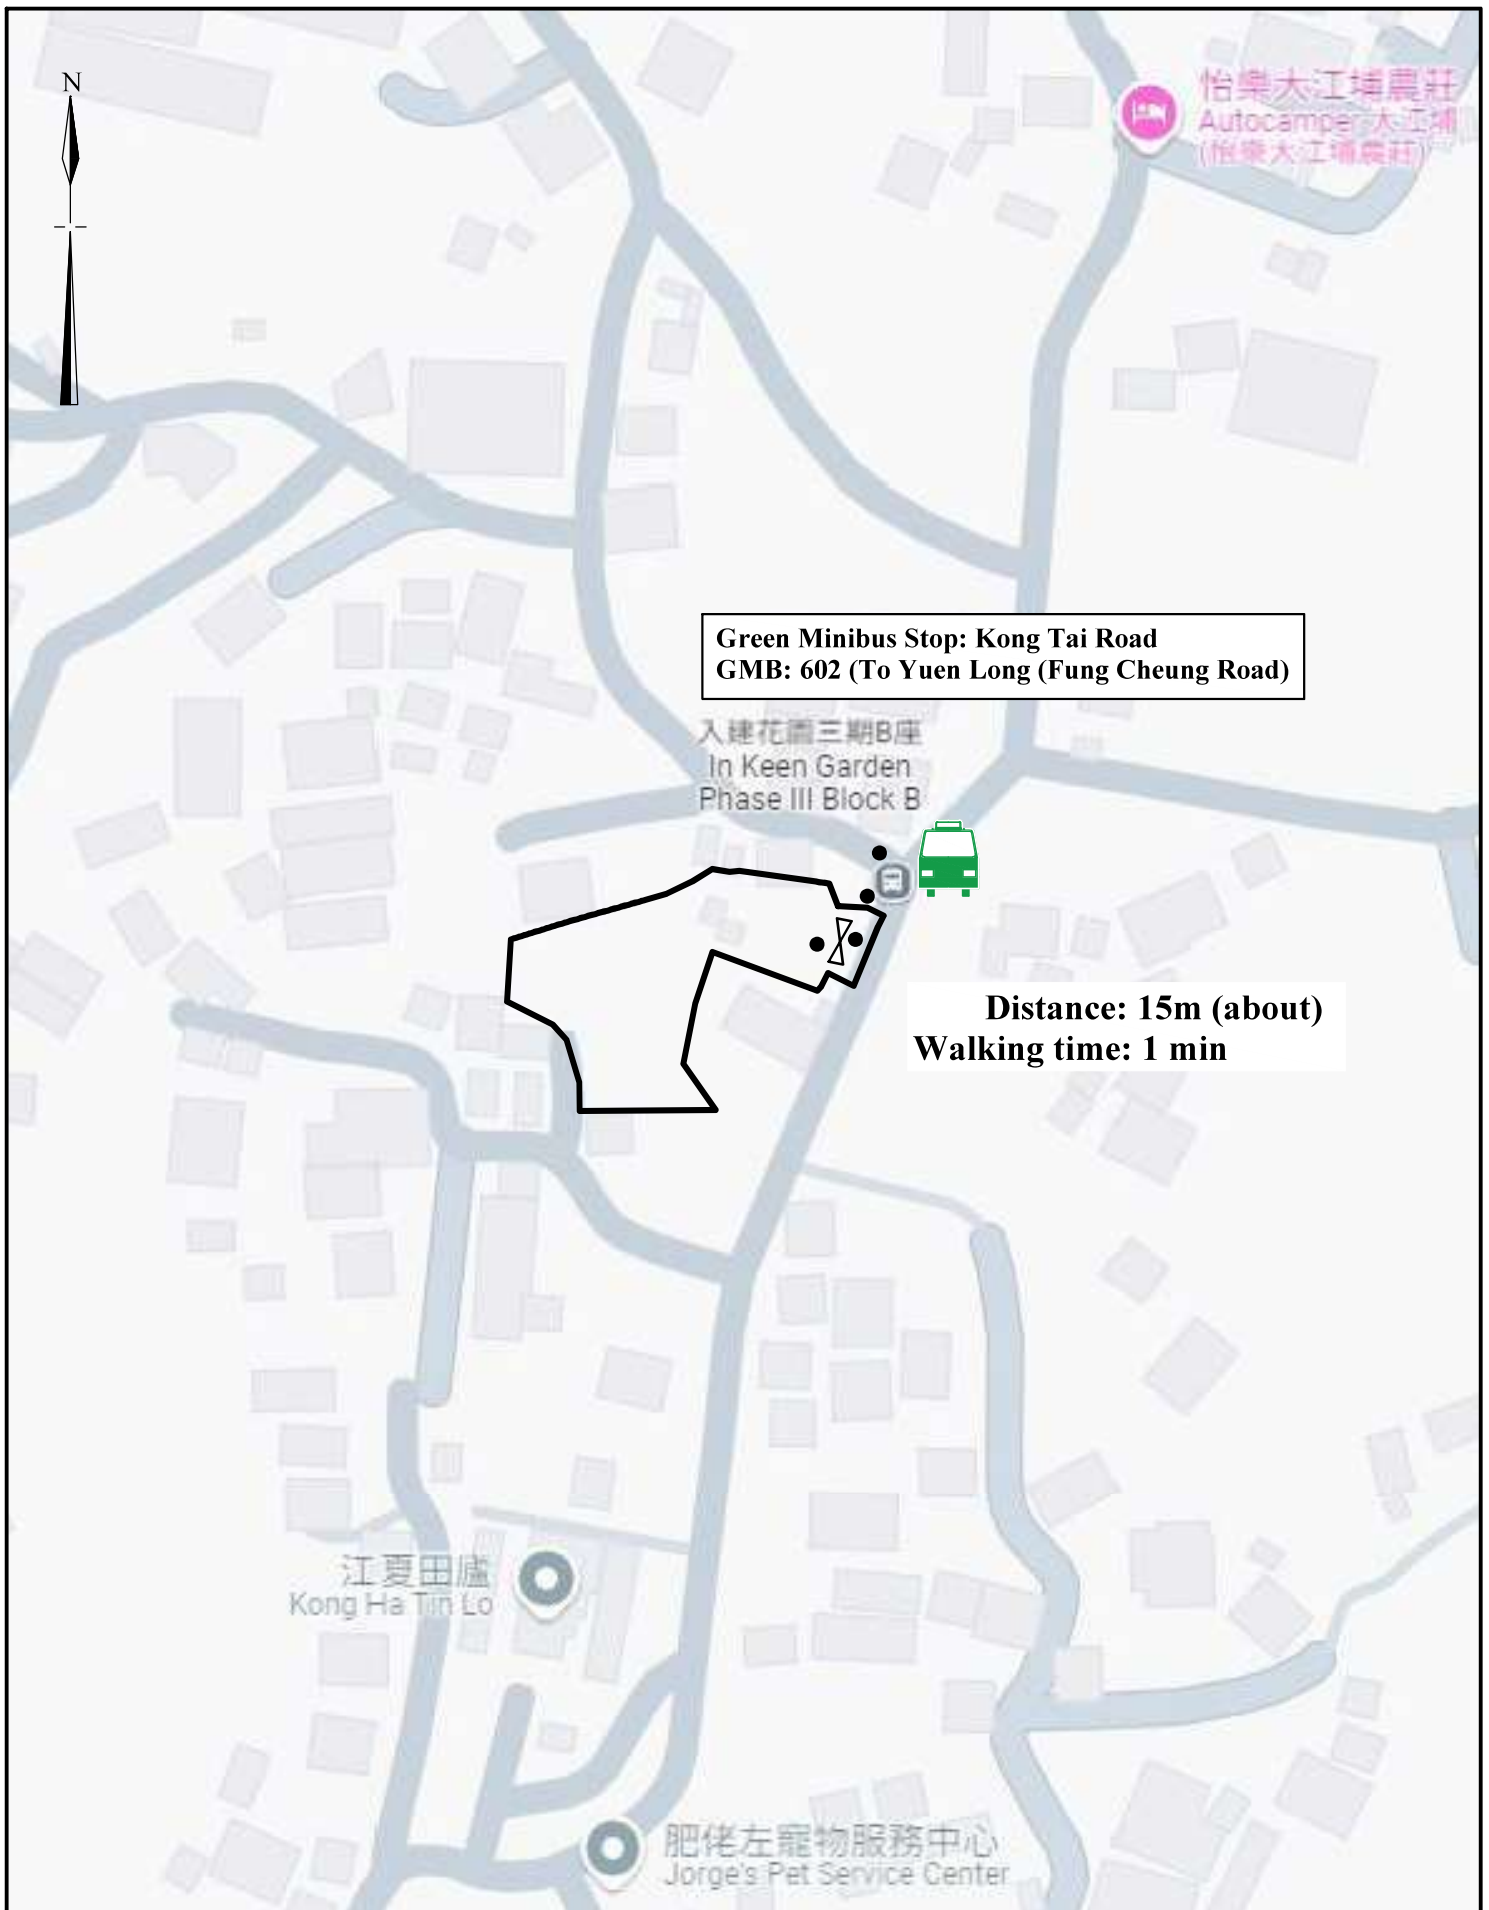 N
怡樂大江埔農莊
Autocamper 大江埔
(怡樂大江埔農莊)
Green Minibus Stop: Kong Tai Road
GMB: 602 (To Yuen Long (Fung Cheung Road)
入建花園三期B座
In Keen Garden
Phase III Block B
Distance: 15m (about)
Walking time: 1 min
江夏田廬
Kong Ha Tin Lo
肥佬左寵物服務中心
Jorge's Pet Service Center